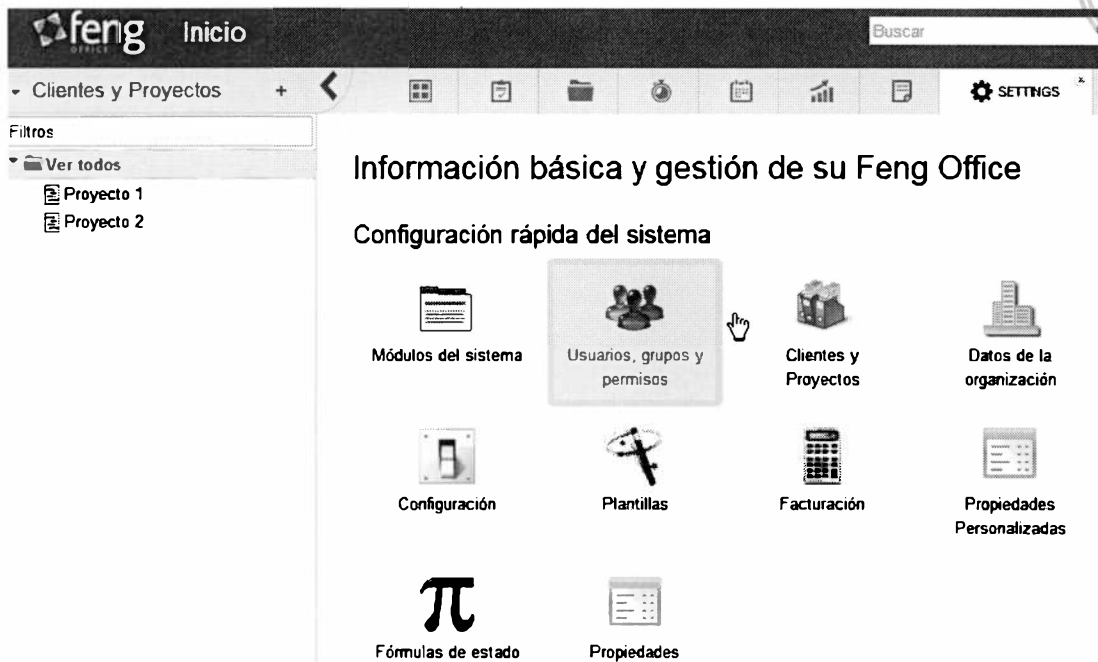 feng
OFFICE
Inicio
Buscar
Clientes y Proyectos +
SETTINGS x
Filtros
Ver todos
Proyecto 1
Proyecto 2
Información básica y gestión de su Feng Office
Configuración rápida del sistema
Módulos del sistema
Usuarios, grupos y
permisos
Clientes y
Proyectos
Datos de la
organización
Configuración
Plantillas
Facturación
Propiedades
Personalizadas
π
Fórmulas de estado
Propiedades